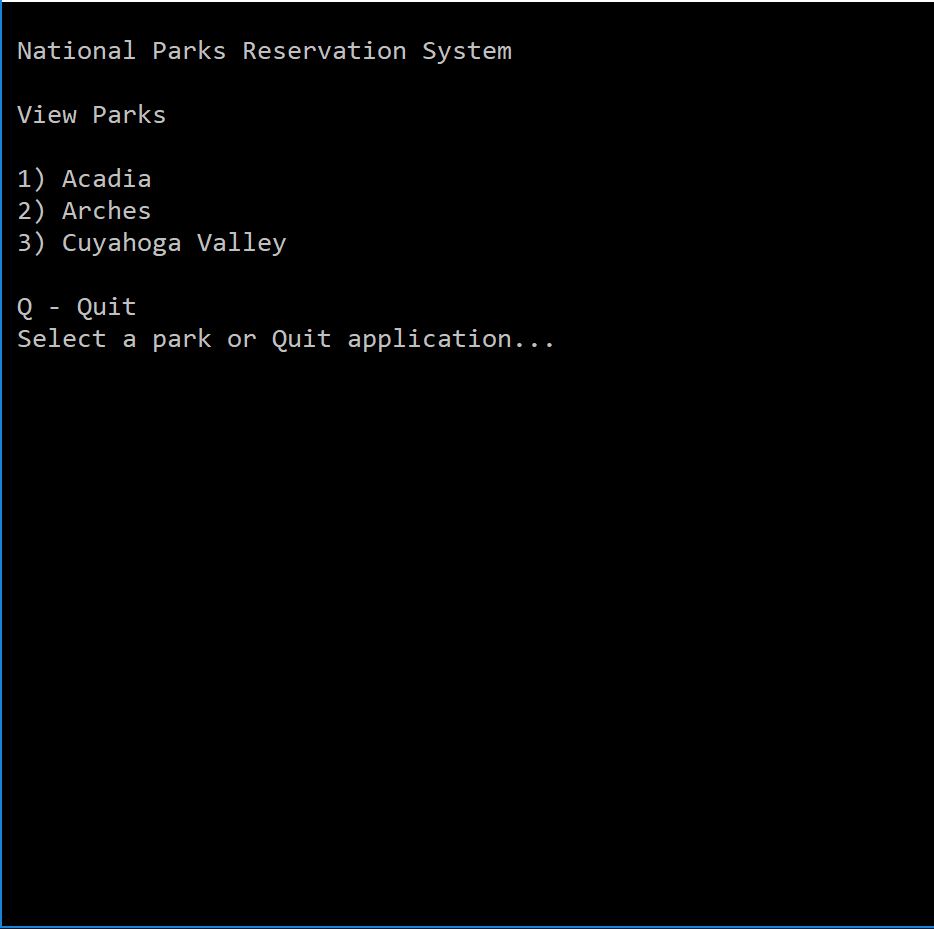 National Parks Reservation System
View Parks
1) Acadia
2) Arches
3) Cuyahoga Valley
Q - Quit
Select a park or Quit application...